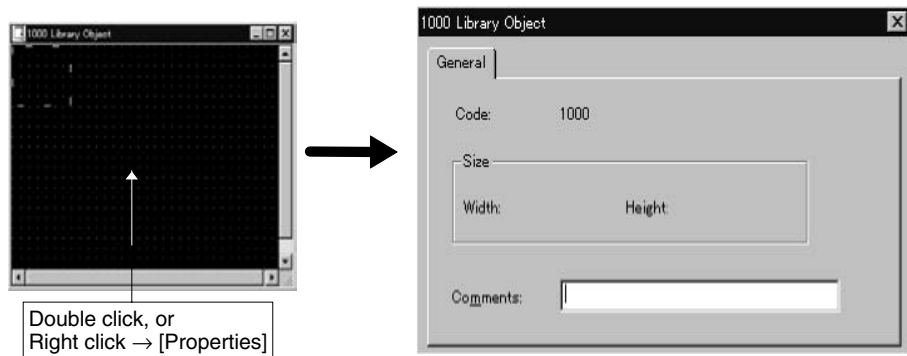 1000 Library Object
Double click, or
Right click → [Properties]
1000 Library Object
General
Code: 1000
Size
Width: Height:
Comments: